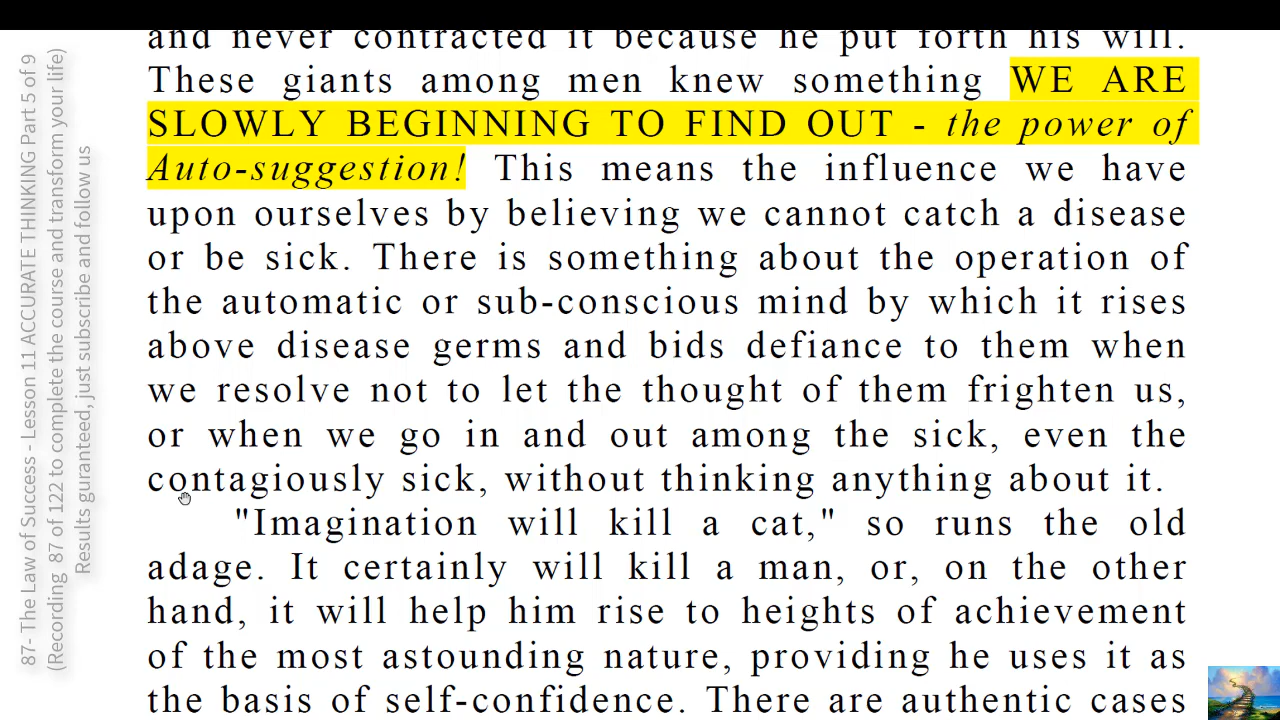 and never contracted it because he put forth his will.
These giants among men knew something WE ARE
SLOWLY BEGINNING TO FIND OUT - the power of
Auto-suggestion! This means the influence we have
upon ourselves by believing we cannot catch a disease
or be sick. There is something about the operation of
the automatic or sub-conscious mind by which it rises
above disease germs and bids defiance to them when
we resolve not to let the thought of them frighten us,
or when we go in and out among the sick, even the
contagiously sick, without thinking anything about it.
"Imagination will kill a cat," so runs the old
adage. It certainly will kill a man, or, on the other
hand, it will help him rise to heights of achievement
of the most astounding nature, providing he uses it as
the basis of self-confidence. There are authentic cases
87- The Law of Success - Lesson 11 ACCURATE THINKING Part 5 of 9
(Recording 87 of 122 to complete the course and transform your life)
Results guranteed, just subscribe and follow us